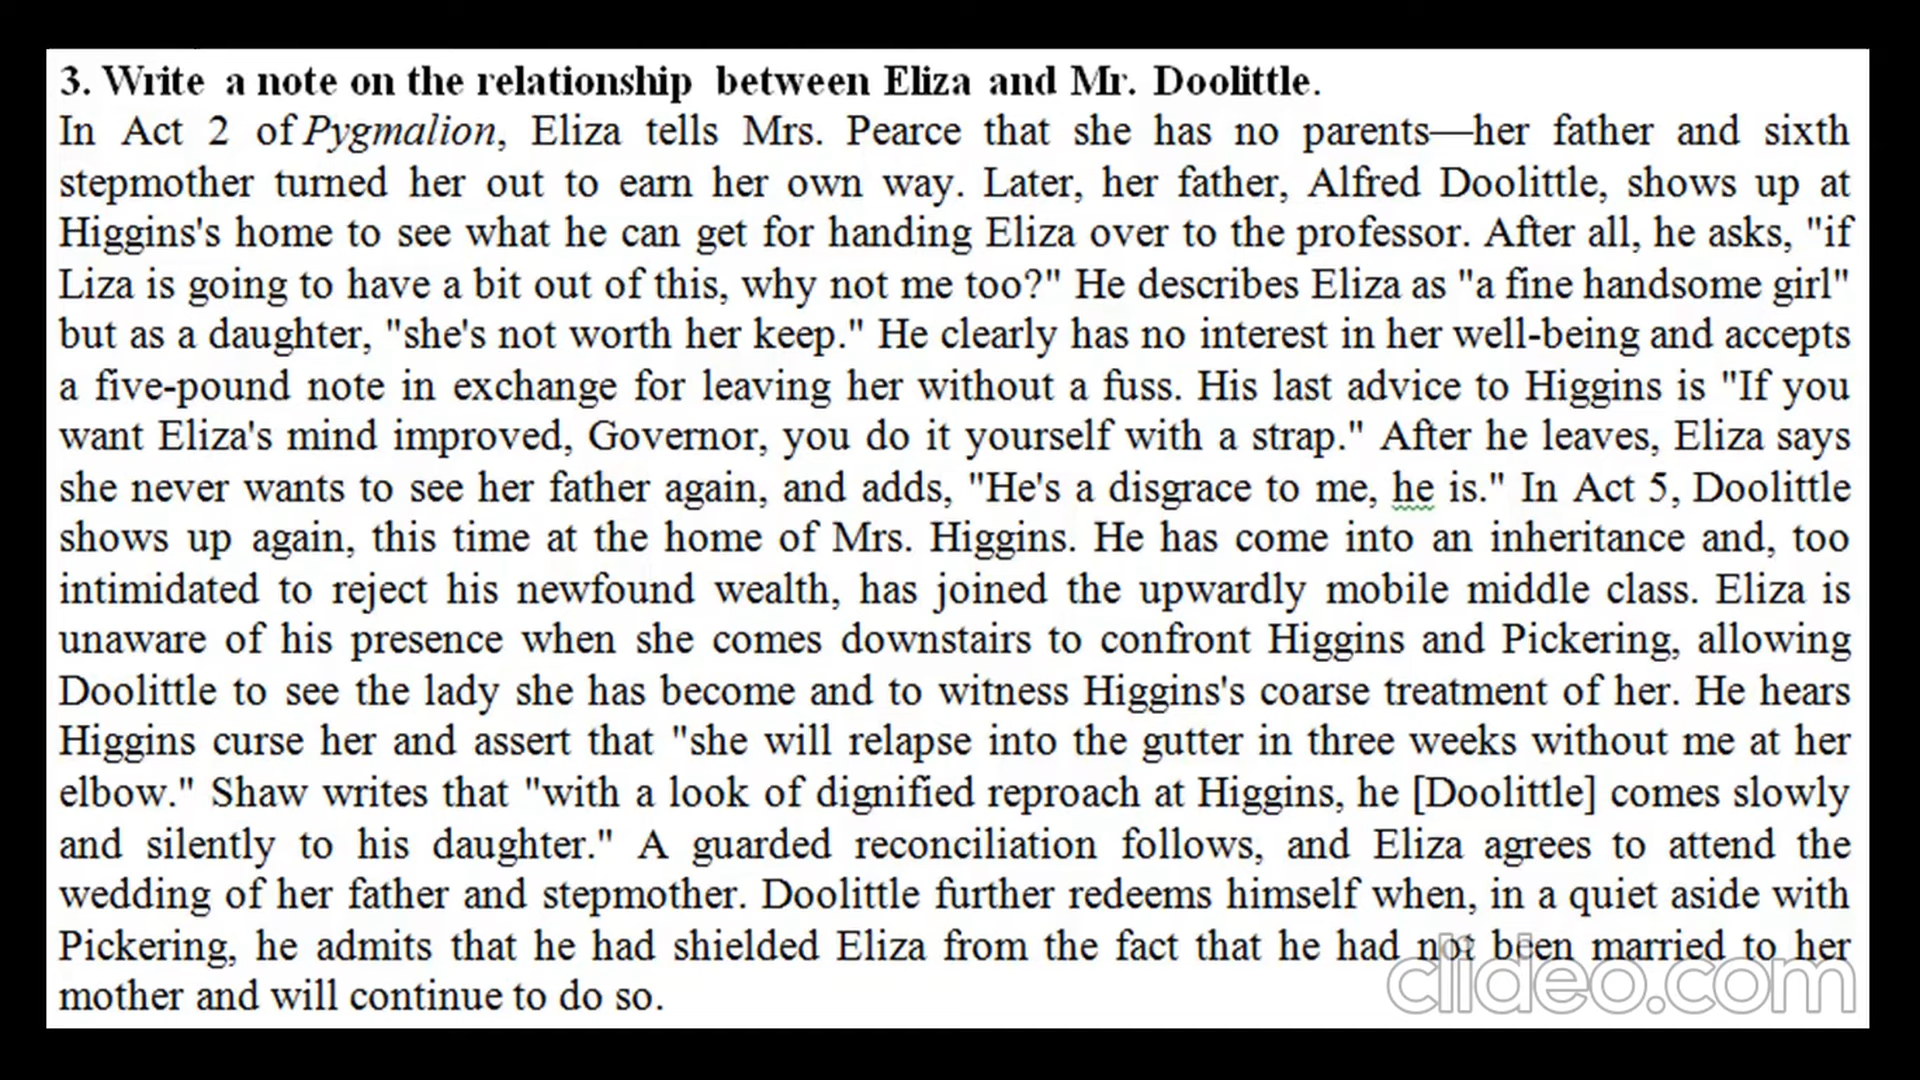 3. Write a note on the relationship between Eliza and Mr. Doolittle.
In Act 2 of Pygmalion, Eliza tells Mrs. Pearce that she has no parents—her father and sixth
stepmother turned her out to earn her own way. Later, her father, Alfred Doolittle, shows up at
Higgins's home to see what he can get for handing Eliza over to the professor. After all, he asks, "if
Liza is going to have a bit out of this, why not me too?" He describes Eliza as "a fine handsome girl"
but as a daughter, "she's not worth her keep." He clearly has no interest in her well-being and accepts
a five-pound note in exchange for leaving her without a fuss. His last advice to Higgins is "If you
want Eliza's mind improved, Governor, you do it yourself with a strap." After he leaves, Eliza says
she never wants to see her father again, and adds, "He's a disgrace to me, he is." In Act 5, Doolittle
shows up again, this time at the home of Mrs. Higgins. He has come into an inheritance and, too
intimidated to reject his newfound wealth, has joined the upwardly mobile middle class. Eliza is
unaware of his presence when she comes downstairs to confront Higgins and Pickering, allowing
Doolittle to see the lady she has become and to witness Higgins's coarse treatment of her. He hears
Higgins curse her and assert that "she will relapse into the gutter in three weeks without me at her
elbow." Shaw writes that "with a look of dignified reproach at Higgins, he [Doolittle] comes slowly
and silently to his daughter." A guarded reconciliation follows, and Eliza agrees to attend the
wedding of her father and stepmother. Doolittle further redeems himself when, in a quiet aside with
Pickering, he admits that he had shielded Eliza from the fact that he had not been married to her
mother and will continue to do so.
clideo.com